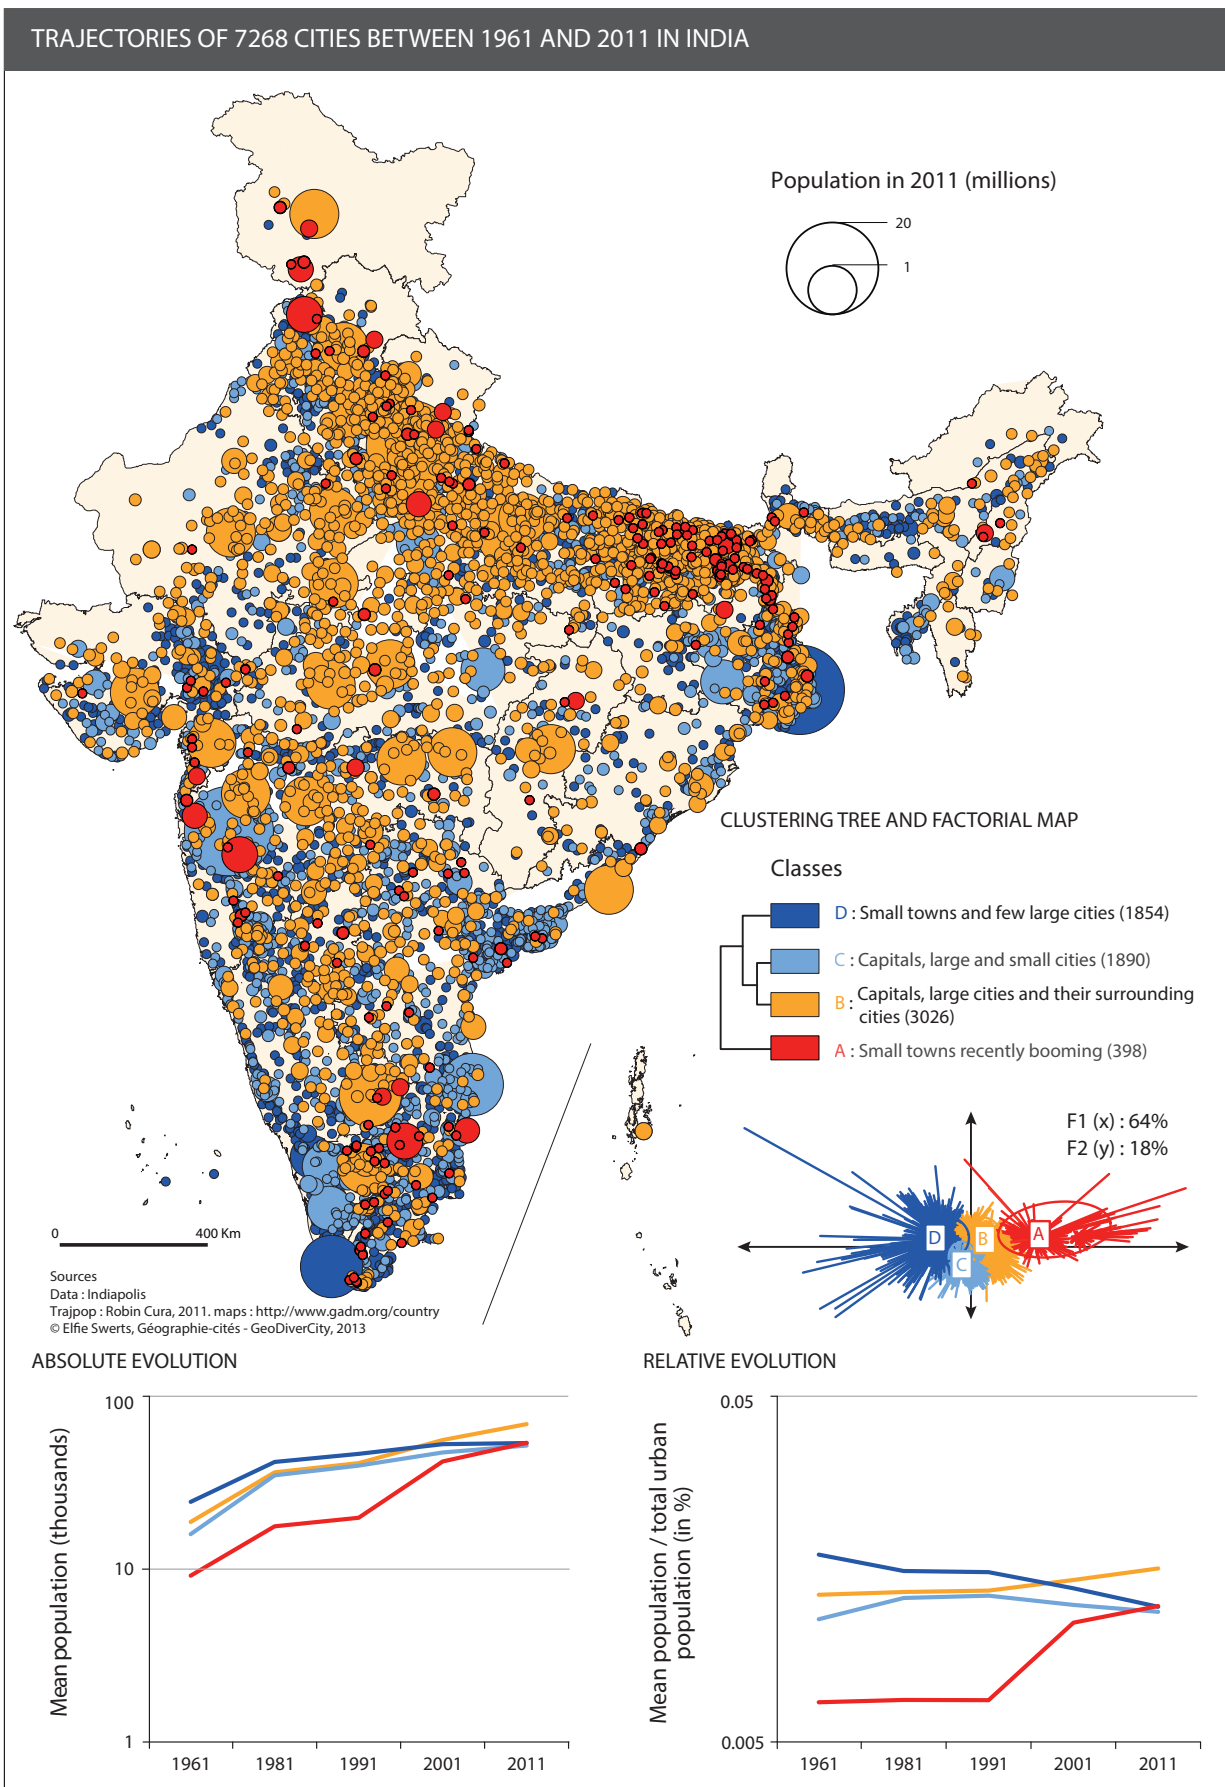 TRAJECTORIES OF 7268 CITIES BETWEEN 1961 AND 2011 IN INDIA
Population in 2011 (millions)
20
1
CLUSTERING TREE AND FACTORIAL MAP
Classes
D : Small towns and few large cities (1854)
C : Capitals, large and small cities (1890)
B : Capitals, large cities and their surrounding
cities (3026)
A : Small towns recently booming (398)
F1 (x) : 64%
F2 (y) : 18%
D
B
A
C
0
400 Km
Sources
Data : Indiapolis
Trajpop : Robin Cura, 2011. maps : http://www.gadm.org/country
© Elfie Swerts, Géographie-cités - GeoDiverCity, 2013
ABSOLUTE EVOLUTION
Mean population (thousands)
100
10
1
1961
1981
1991
2001
2011
RELATIVE EVOLUTION
Mean population / total urban
population (in %)
0.05
0.005
1961
1981
1991
2001
2011